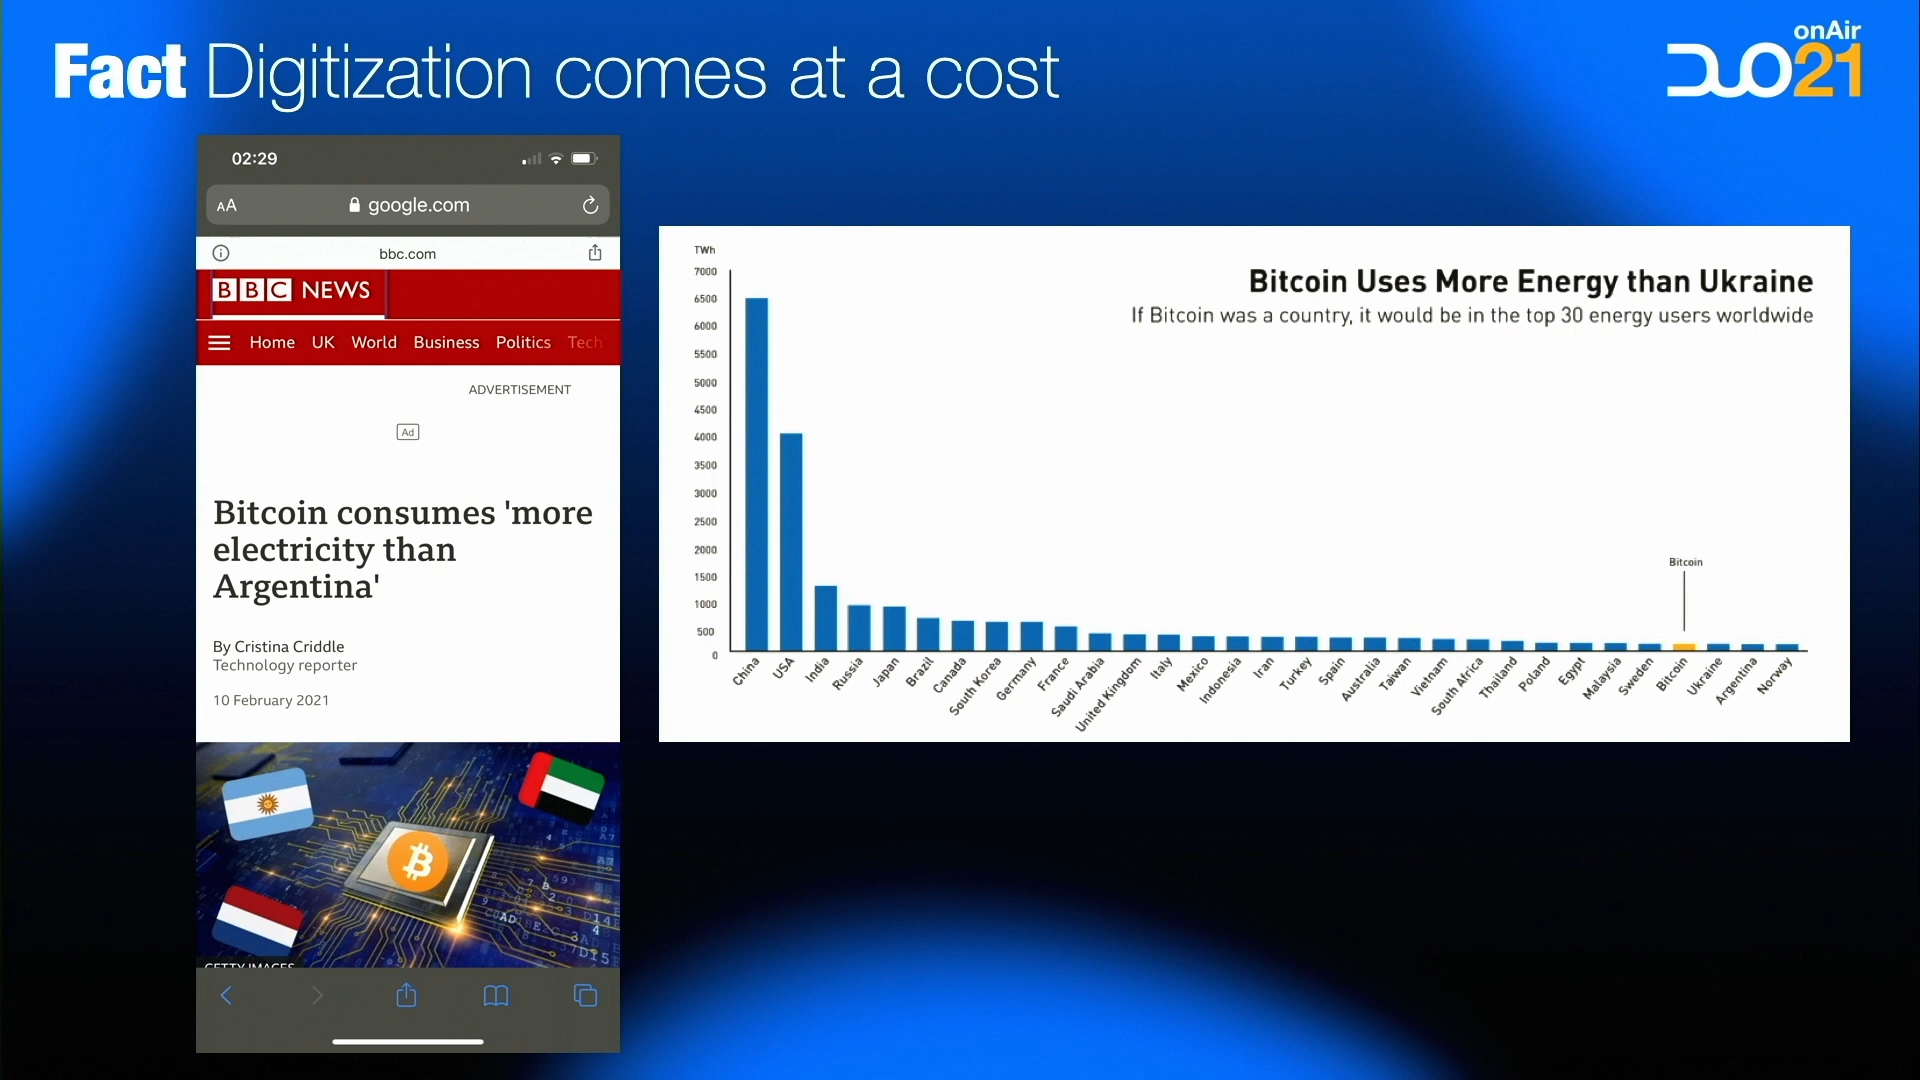 Fact Digitization comes at a cost
onAir
DUO21
02:29
AA
google.com
bbc.com
BBC NEWS
Home UK World Business Politics Tech
ADVERTISEMENT
Ad
Bitcoin consumes 'more
electricity than
Argentina'
By Cristina Criddle
Technology reporter
10 February 2021
GETTY IMAGES
Bitcoin Uses More Energy than Ukraine
If Bitcoin was a country, it would be in the top 30 energy users worldwide
TWh
7000
6500
6000
5500
5000
4500
4000
3500
3000
2500
2000
1500
1000
500
0
Bitcoin
China
USA
India
Russia
Japan
Brazil
Canada
South Korea
Germany
France
Saudi Arabia
United Kingdom
Italy
Mexico
Indonesia
Iran
Turkey
Spain
Australia
Taiwan
Vietnam
South Africa
Thailand
Poland
Egypt
Malaysia
Sweden
Bitcoin
Ukraine
Argentina
Norway